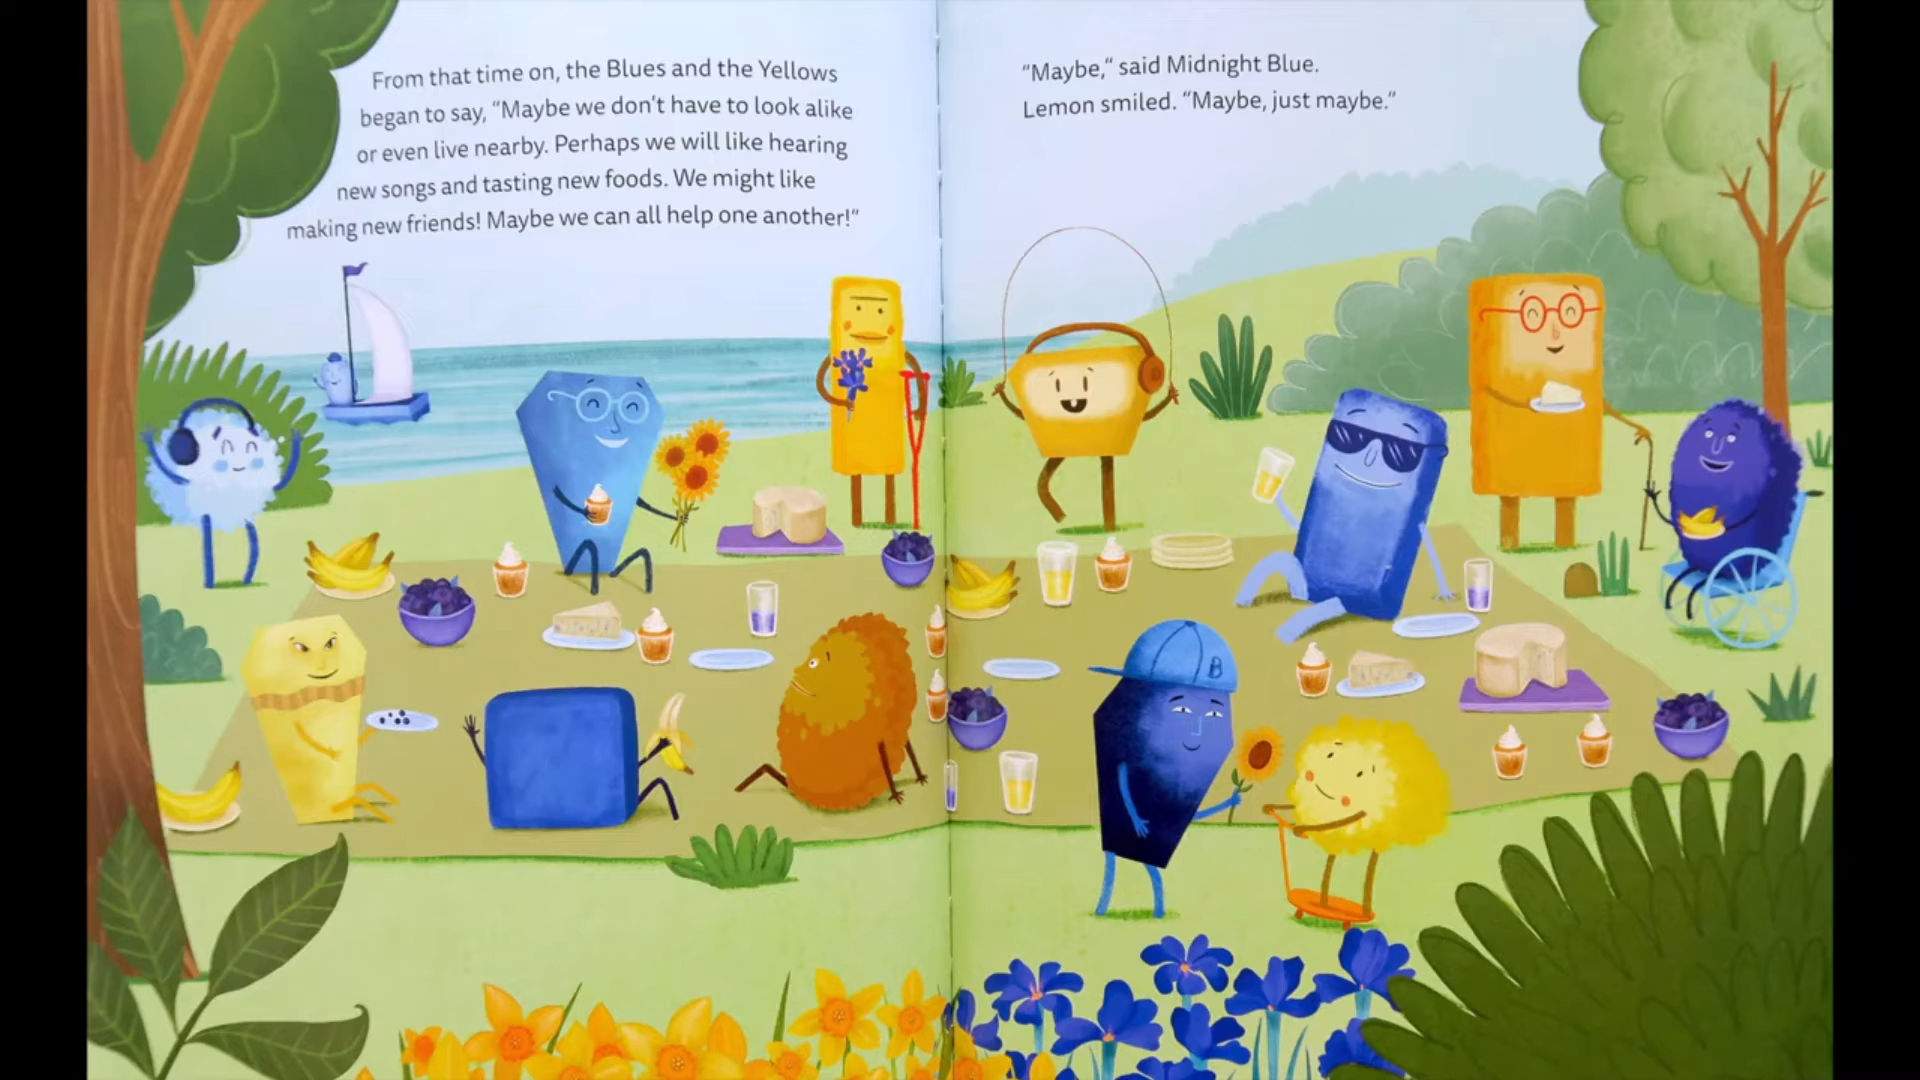 From that time on, the Blues and the Yellows
began to say, “Maybe we don’t have to look alike
or even live nearby. Perhaps we will like hearing
new songs and tasting new foods. We might like
making new friends! Maybe we can all help one another!”
“Maybe,“ said Midnight Blue.
Lemon smiled. “Maybe, just maybe.”
B